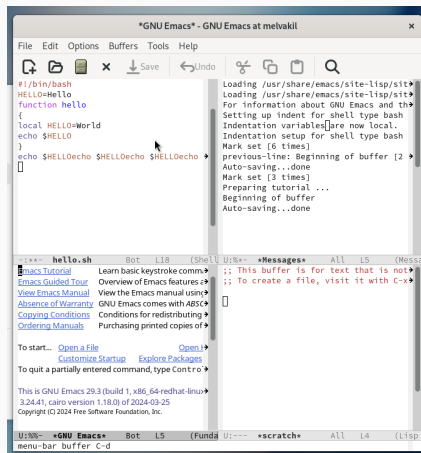 *GNU Emacs* - GNU Emacs at melvakil
File Edit Options Buffers Tools Help
Save Undo
#!/bin/bash
HELLO=Hello
function hello
{
local HELLO=World
echo $HELLO
}
echo $HELLOecho $HELLOecho $HELLOecho
-:**- hello.sh Bot L18 (Shell
Loading /usr/share/emacs/site-lisp/sit
Loading /usr/share/emacs/site-lisp/sit
For information about GNU Emacs and th
Setting up indent for shell type bash
Indentation variables are now local.
Indentation setup for shell type bash
Mark set [6 times]
previous-line: Beginning of buffer [2
Auto-saving...done
Mark set [3 times]
Preparing tutorial ...
Beginning of buffer
Auto-saving...done
U:%*- *Messages* All L5 (Messa
Emacs Tutorial Learn basic keystroke comm
Emacs Guided Tour Overview of Emacs features a
View Emacs Manual View the Emacs manual using
Absence of Warranty GNU Emacs comes with ABSO
Copying Conditions Conditions for redistributing
Ordering Manuals Purchasing printed copies of
To start... Open a File Open
Customize Startup Explore Packages
To quit a partially entered command, type Contro
This is GNU Emacs 29.3 (build 1, x86_64-redhat-linux
3.24.41, cairo version 1.18.0) of 2024-03-25
Copyright (C) 2024 Free Software Foundation, Inc.
U:%%- *GNU Emacs* Bot L5 (Funda
;; This buffer is for text that is not
;; To create a file, visit it with C-x
U:--- *scratch* All L4 (Lisp
menu-bar buffer C-d